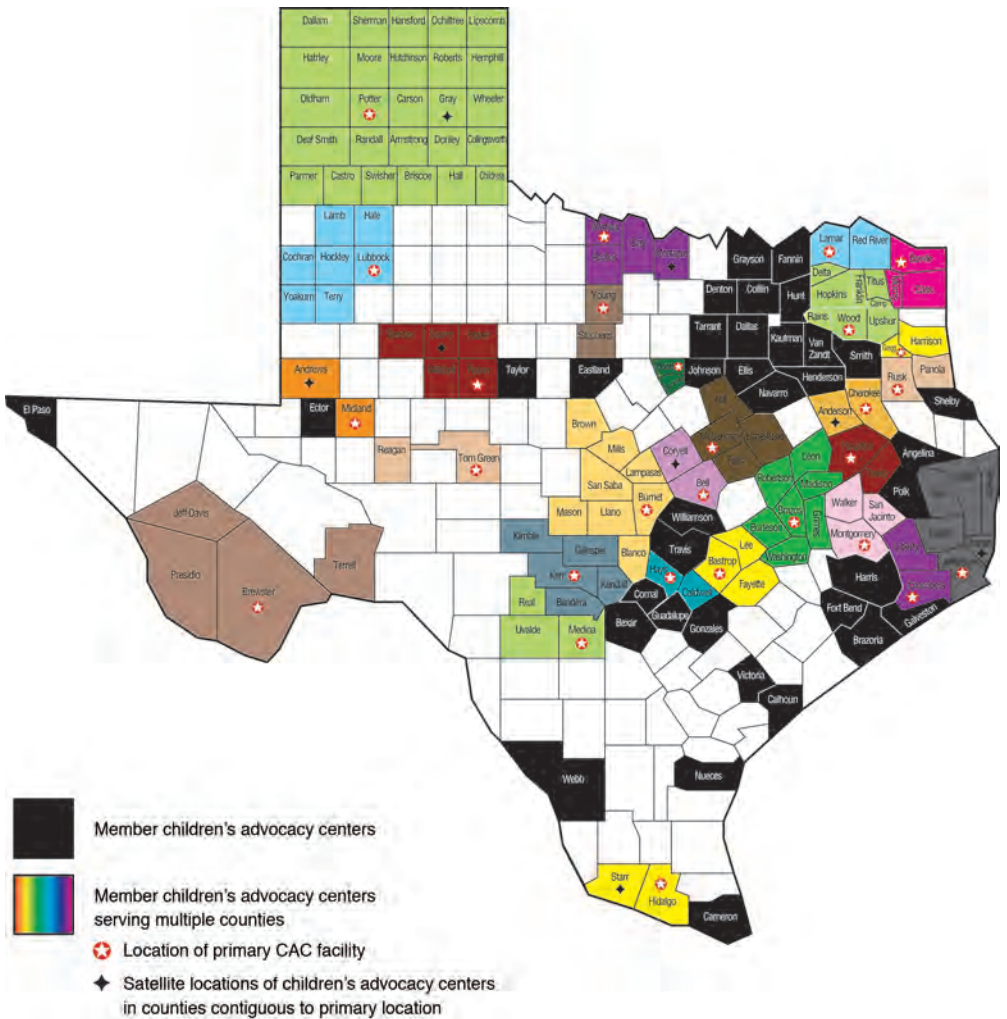 Dallam Sherman Hansford Ochiltree Lipscomb
Hartley Moore Hutchinson Roberts Hemphill
Oldham Potter Carson Gray Wheeler
Deaf Smith Randall Armstrong Donley Collingsworth
Parmer Castro Swisher Briscoe Hall Childress
Lamb Hale
Cochran Hockley Lubbock
Yoakum Terry
Lamar Red River
Grayson Fannin
Delta
Titus
Franklin
Camp
Hopkins
Denton Collin Hunt
Cass
Young
Rains Wood Upshur
Tarrant Dallas Kaufman
Van
Zandt
Smith
Harrison
Stephens
Andrews
Taylor
Eastland
Johnson Ellis
Henderson
Rusk Panola
El Paso
Ector Midland
Navarro
Anderson
Cherokee
Shelby
Brown
Reagan
Tom Green
Mills
Coryell
Leon
Angelina
San Saba
Lampasas
Bell
Robertson
Madison
Polk
Mason Llano Burnet
Williamson
Walker
San
Jacinto
Grimes
Jeff Davis
Kimble
Travis
Lee
Washington
Montgomery
Presidio
Terrell
Blanco
Bastrop
Brewster
Kerr
Kendall
Hays
Fayette
Harris
Real
Bandera
Comal
Caldwell
Uvalde Medina
Bexar
Guadalupe
Gonzales
Fort Bend
Galveston
Brazoria
Victoria
Calhoun
Webb
Nueces
Starr
Hidalgo
Cameron
Member children's advocacy centers
Member children's advocacy centers
serving multiple counties
Location of primary CAC facility
Satellite locations of children's advocacy centers
in counties contiguous to primary location